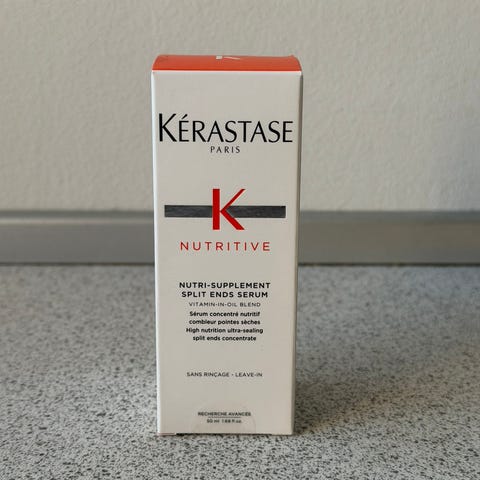 K
KÉRASTASE
PARIS
K
NUTRITIVE
NUTRI-SUPPLEMENT
SPLIT ENDS SERUM
VITAMIN-IN-OIL BLEND
Sérum concentré nutritif
combleur pointes sèches
High nutrition ultra-sealing
split ends concentrate
SANS RINÇAGE - LEAVE-IN
RECHERCHE AVANCÉE
50 ml 1.69 fl.oz.